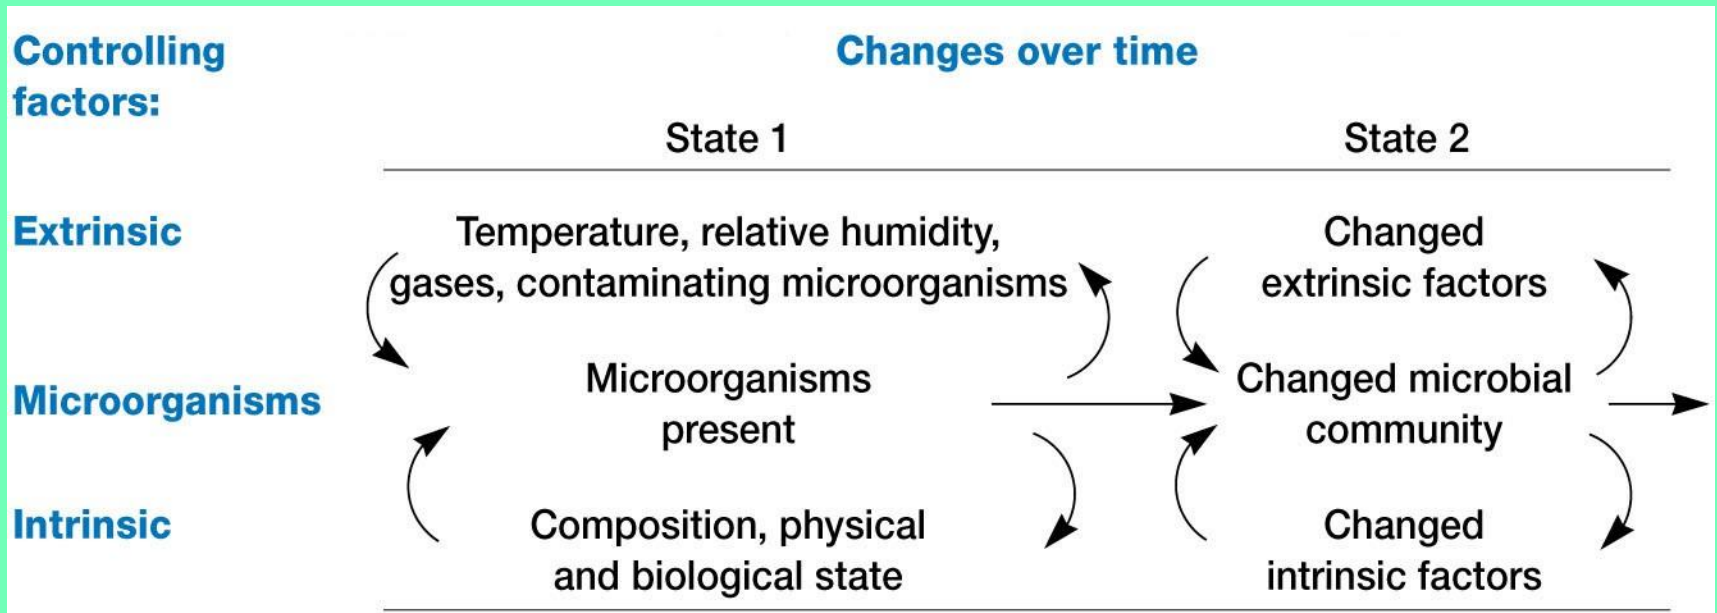 Controlling
factors:
Changes over time
State 1
State 2
Extrinsic
Temperature, relative humidity,
gases, contaminating microorganisms
Changed
extrinsic factors
Microorganisms
Microorganisms
present
Changed microbial
community
Intrinsic
Composition, physical
and biological state
Changed
intrinsic factors